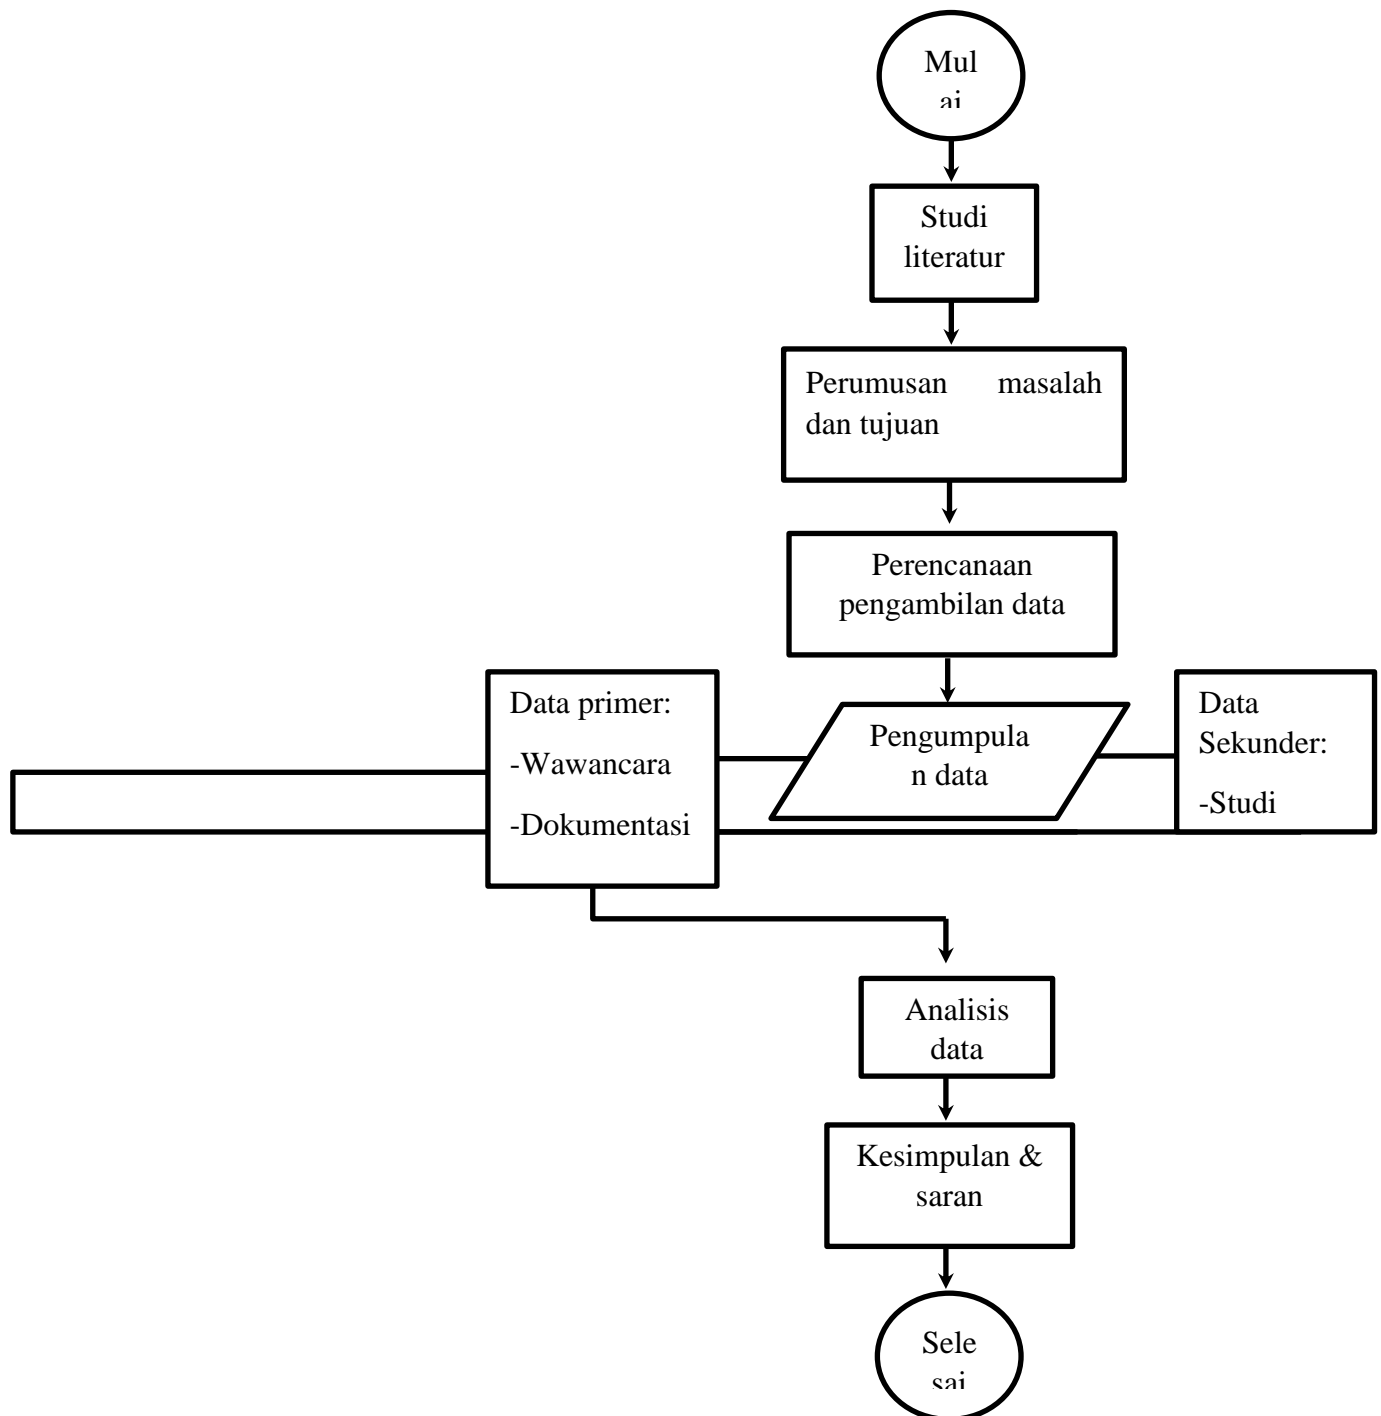 Mul
ai
Studi
literatur
Perumusan masalah
dan tujuan
Perencanaan
pengambilan data
Data primer:
-Wawancara
-Dokumentasi
Pengumpula
n data
Data
Sekunder:
-Studi
Analisis
data
Kesimpulan &
saran
Sele
sai